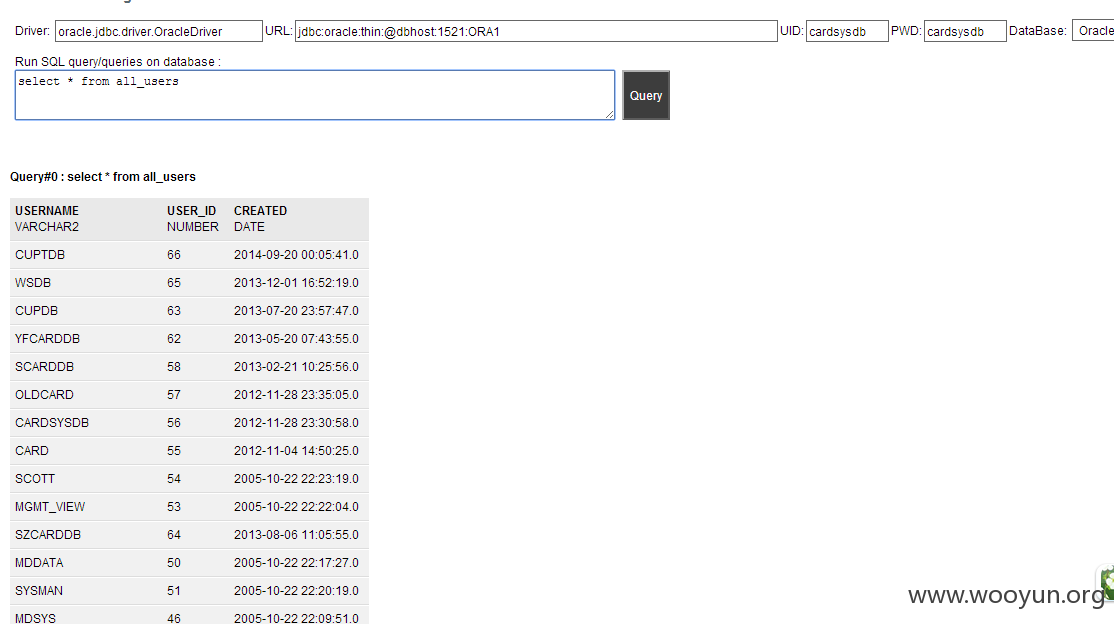 Driver: oracle.jdbc.driver.OracleDriver URL: jdbc:oracle:thin:@dbhost:1521:ORA1 UID: cardsysdb PWD: cardsysdb DataBase: Oracle
Run SQL query/queries on database :
select * from all_users
Query
Query#0 : select * from all_users
USERNAME USER_ID CREATED
VARCHAR2 NUMBER DATE
CUPTDB 66 2014-09-20 00:05:41.0
WSDB 65 2013-12-01 16:52:19.0
CUPDB 63 2013-07-20 23:57:47.0
YFCARDDB 62 2013-05-20 07:43:55.0
SCARDDB 58 2013-02-21 10:25:56.0
OLDCARD 57 2012-11-28 23:35:05.0
CARDSYSDB 56 2012-11-28 23:30:58.0
CARD 55 2012-11-04 14:50:25.0
SCOTT 54 2005-10-22 22:23:19.0
MGMT_VIEW 53 2005-10-22 22:22:04.0
SZCARDDB 64 2013-08-06 11:05:55.0
MDDATA 50 2005-10-22 22:17:27.0
SYSMAN 51 2005-10-22 22:20:19.0
MDSYS 46 2005-10-22 22:09:51.0
www.wooyun.org